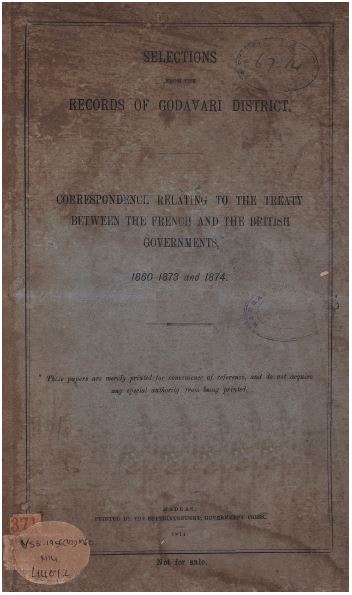 SELECTIONS
FROM THE
RECORDS OF GODAVARI DISTRICT.
67.12
CORRESPONDENCE RELATING TO THE TREATY
BETWEEN THE FRENCH AND THE BRITISH
GOVERNMENTS,
1860 1873 and 1874.
These papers are merely printed for convenience of reference, and do not acquire
any special authority from being printed.
MADRAS:
PRINTED BY THE SUPERINTENDENT, GOVERNMENT PRESS.
Not for sale.